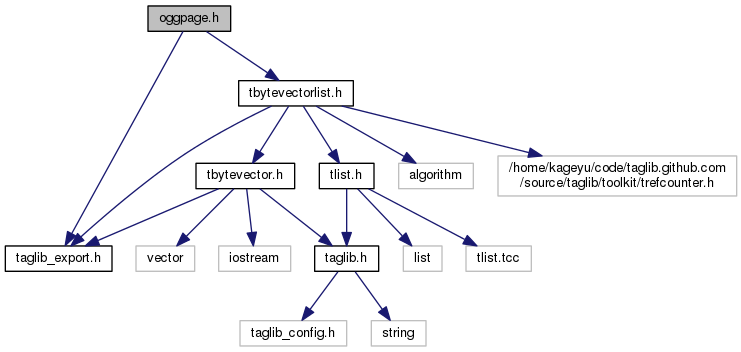 oggpage.h
tbytevectorlist.h
tbytevector.h
tlist.h
algorithm
/home/kageyu/code/taglib.github.com
/source/taglib/toolkit/trefcounter.h
taglib_export.h
vector
iostream
taglib.h
list
tlist.tcc
taglib_config.h
string